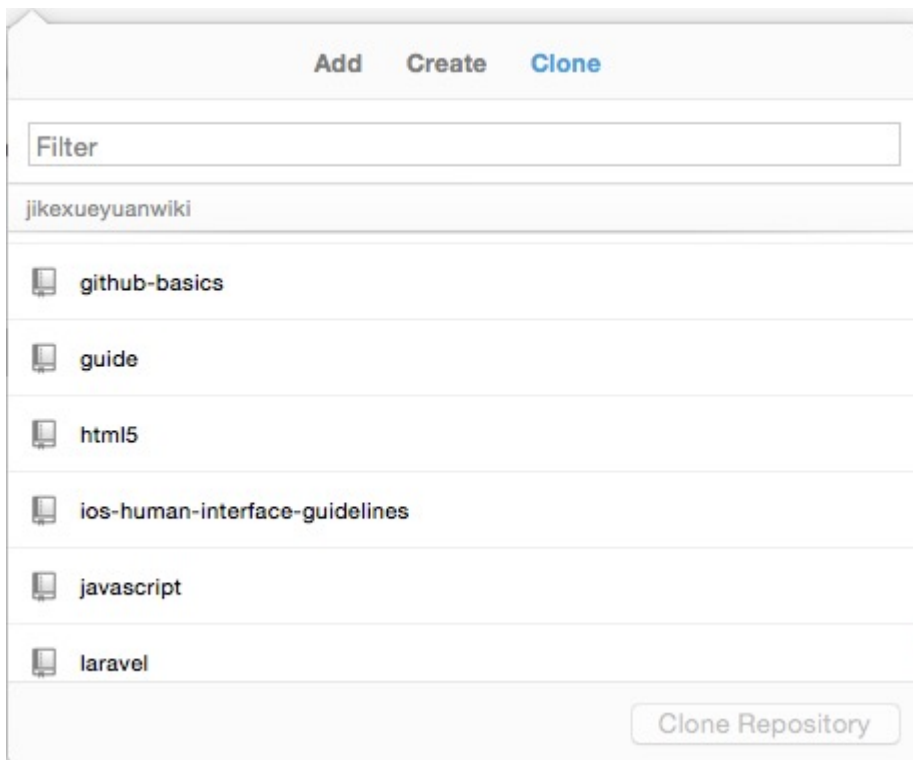 Add Create Clone
Filter
jikexueyuanwiki
github-basics
guide
html5
ios-human-interface-guidelines
javascript
laravel
Clone Repository